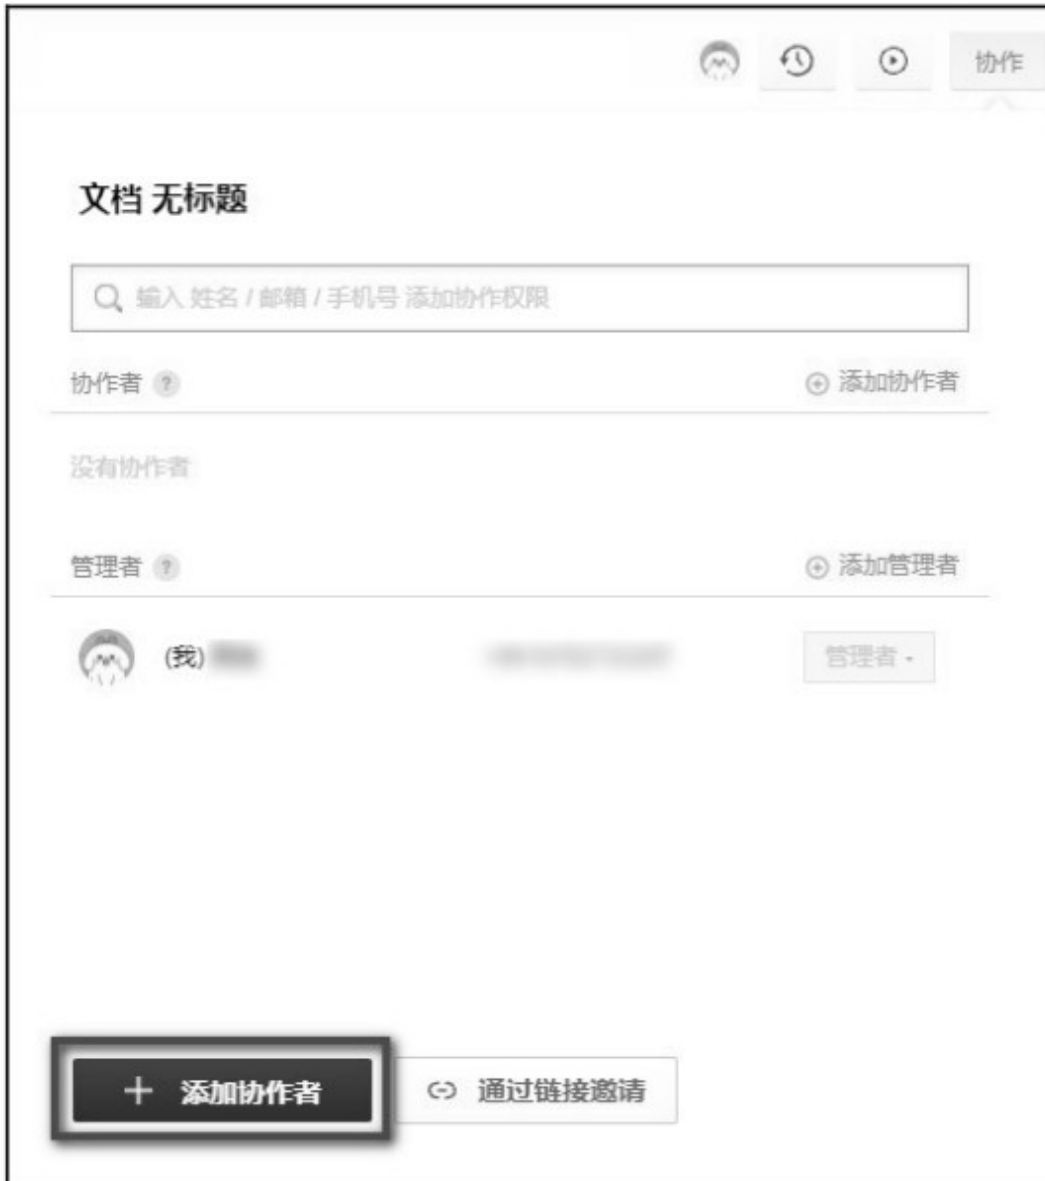 协作
文档 无标题
输入 姓名 / 邮箱 / 手机号 添加协作权限
协作者 ? 添加协作者
没有协作者
管理者 ? 添加管理者
(我) 管理者
添加协作者 通过链接邀请